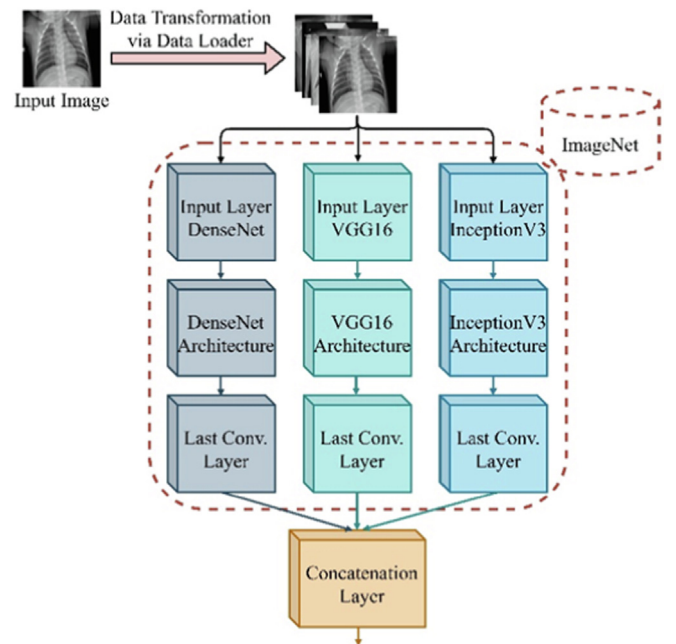 Data Transformation
via Data Loader
Input Image
ImageNet
Input Layer
DenseNet
Input Layer
VGG16
Input Layer
InceptionV3
DenseNet
Architecture
VGG16
Architecture
InceptionV3
Architecture
Last Conv.
Layer
Last Conv.
Layer
Last Conv.
Layer
Concatenation
Layer